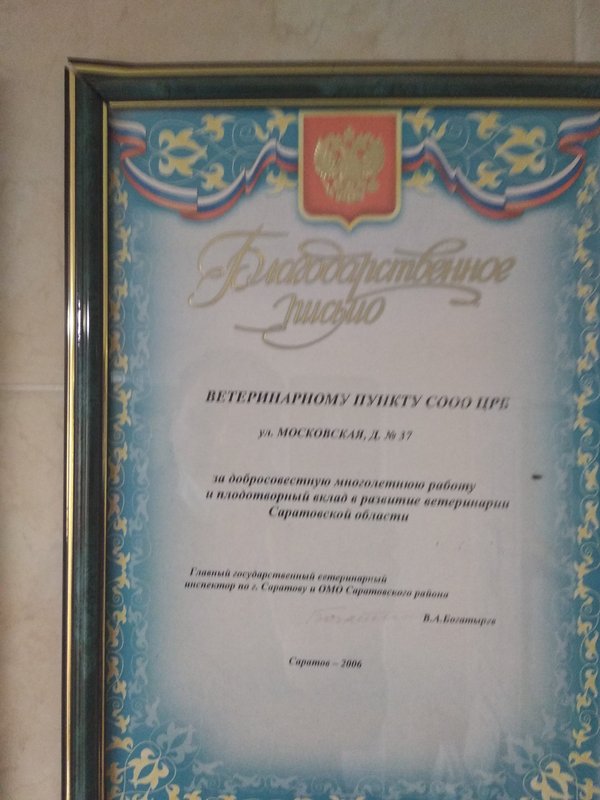 Благодарственное
письмо
ВЕТЕРИНАРНОМУ ПУНКТУ СООО ЦРБ
ул. МОСКОВСКАЯ, Д. № 37
за добросовестную многолетнюю работу
и плодотворный вклад в развитие ветеринарии
Саратовской области
Главный государственный ветеринарный
инспектор по г. Саратову и ОМО Саратовского района
В.А.Богатырев
Саратов – 2006